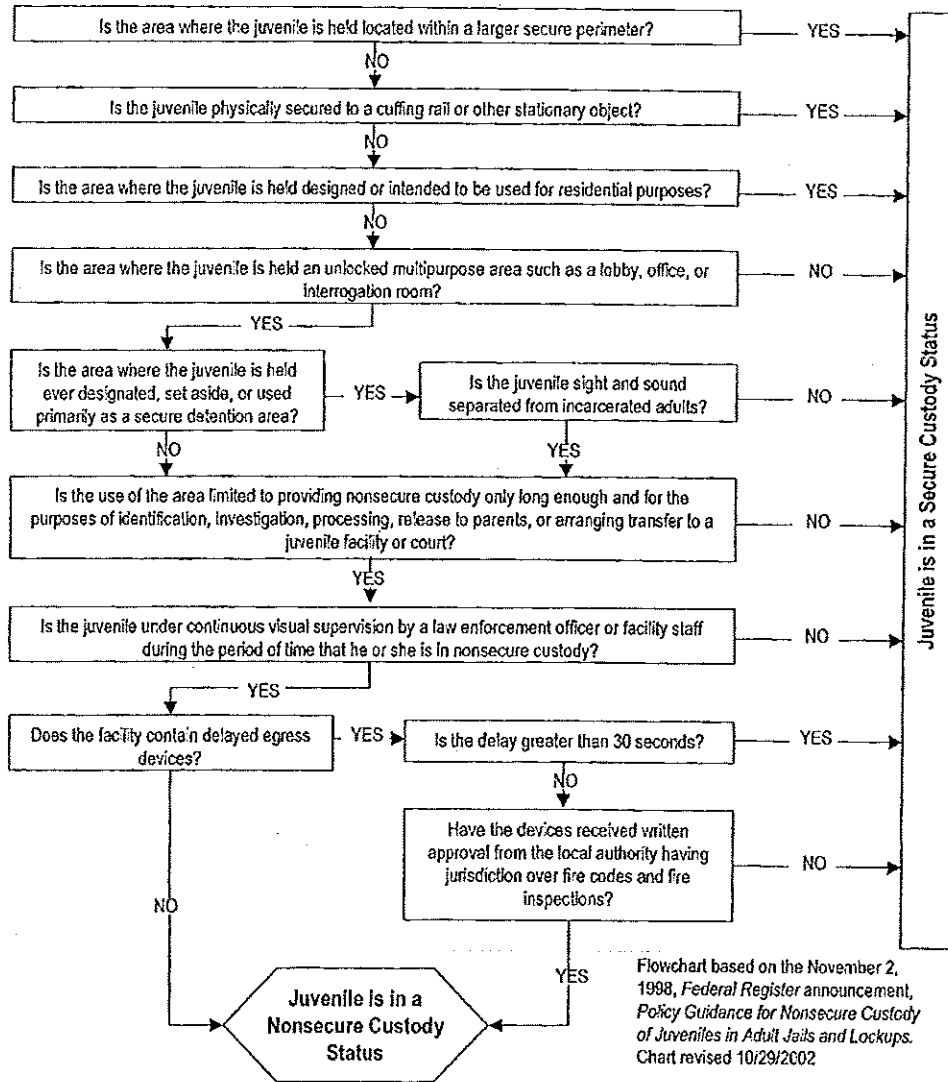 Is the area where the juvenile is held located within a larger secure perimeter?
YES
NO
Is the juvenile physically secured to a cuffing rail or other stationary object?
YES
NO
Is the area where the juvenile is held designed or intended to be used for residential purposes?
YES
NO
Is the area where the juvenile is held an unlocked multipurpose area such as a lobby, office, or
interrogation room?
NO
YES
Is the area where the juvenile is held
ever designated, set aside, or used
primarily as a secure detention area?
YES
Is the juvenile sight and sound
separated from incarcerated adults?
NO
NO
YES
Is the use of the area limited to providing nonsecure custody only long enough and for the
purposes of identification, investigation, processing, release to parents, or arranging transfer to a
juvenile facility or court?
NO
YES
Is the juvenile under continuous visual supervision by a law enforcement officer or facility staff
during the period of time that he or she is in nonsecure custody?
NO
YES
Does the facility contain delayed egress
devices?
YES
Is the delay greater than 30 seconds?
YES
NO
Have the devices received written
approval from the local authority having
jurisdiction over fire codes and fire
inspections?
NO
NO
YES
Juvenile is in a
Nonsecure Custody
Status
Juvenile is in a Secure Custody Status
Flowchart based on the November 2,
1998, Federal Register announcement,
Policy Guidance for Nonsecure Custody
of Juveniles in Adult Jails and Lockups.
Chart revised 10/29/2002